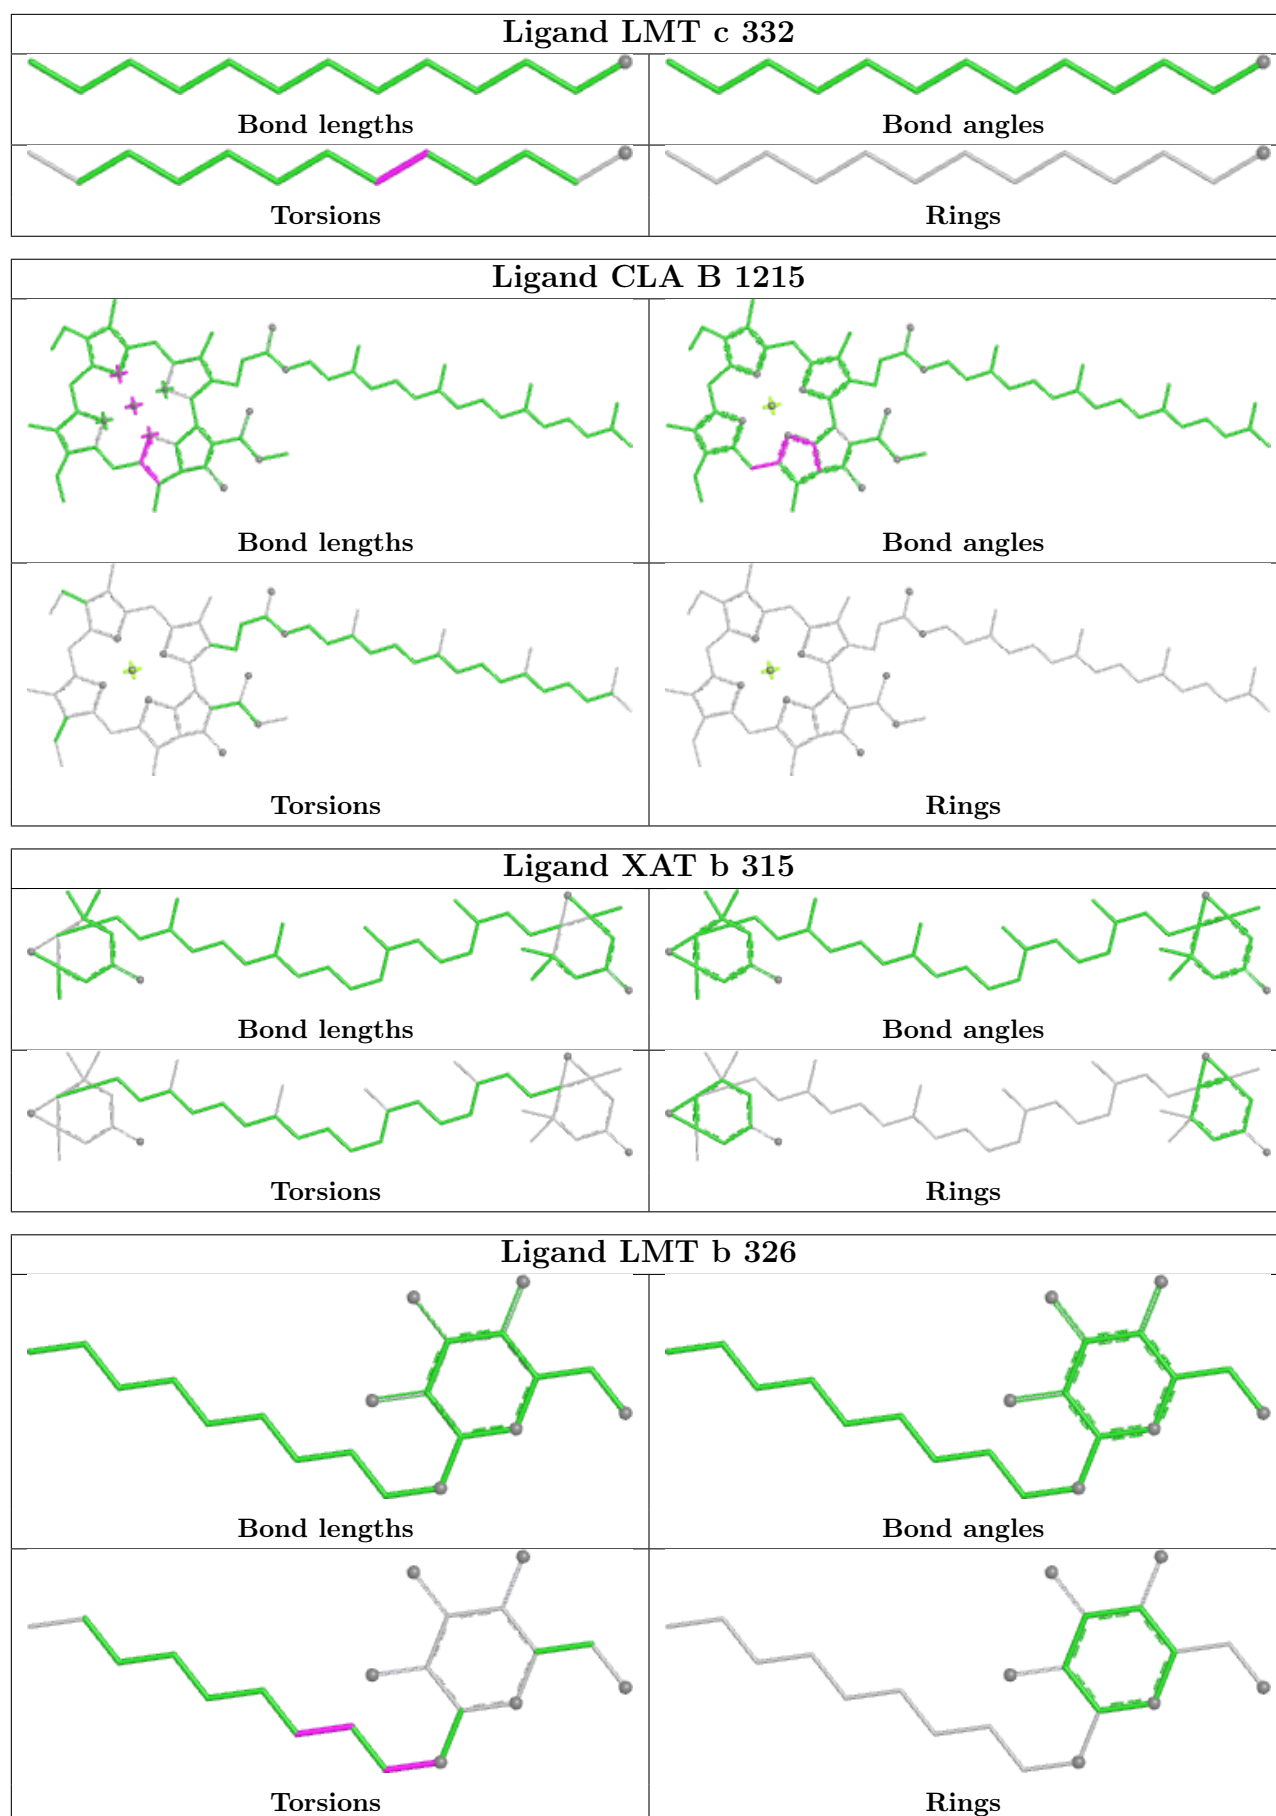 Ligand LMT c 332
Bond lengths
Bond angles
Torsions
Rings
Ligand CLA B 1215
Bond lengths
Bond angles
Torsions
Rings
Ligand XAT b 315
Bond lengths
Bond angles
Torsions
Rings
Ligand LMT b 326
Bond lengths
Bond angles
Torsions
Rings